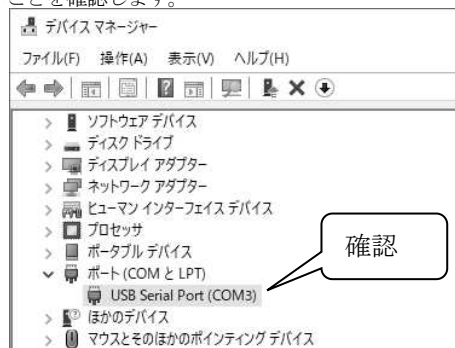 ことを確認します。
デバイス マネージャー
ファイル(F) 操作(A) 表示(V) ヘルプ(H)
ソフトウェア デバイス
ディスク ドライブ
ディスプレイ アダプター
ネットワーク アダプター
ヒューマン インターフェイス デバイス
プロセッサ
ポータブル デバイス
ポート (COM と LPT)
USB Serial Port (COM3)
ほかのデバイス
マウスとそのほかのポインティング デバイス
確認